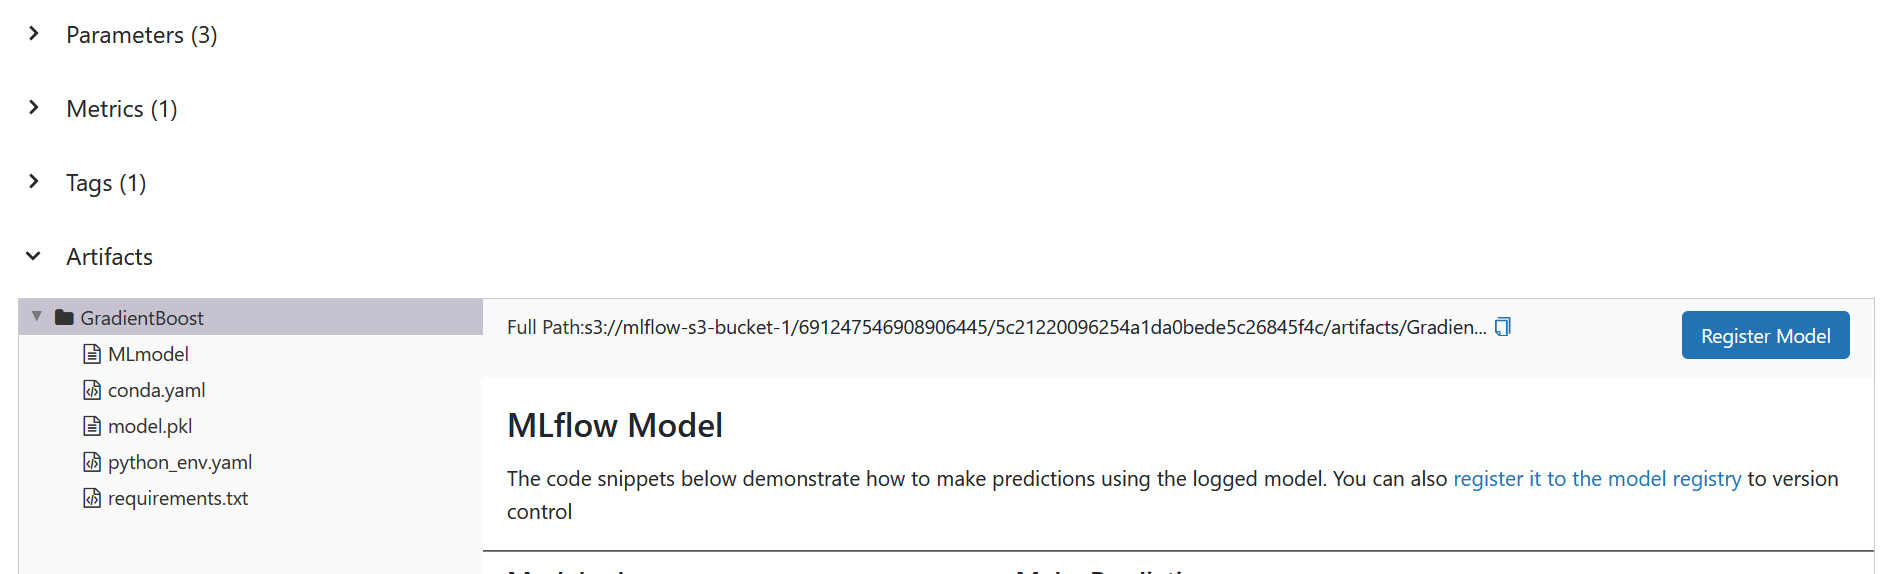 Parameters (3)
Metrics (1)
Tags (1)
Artifacts
GradientBoost
MLmodel
conda.yaml
model.pkl
python_env.yaml
requirements.txt
Full Path:s3://mlflow-s3-bucket-1/691247546908906445/5c21220096254a1da0bede5c26845f4c/artifacts/Gradien...
Register Model
MLflow Model
The code snippets below demonstrate how to make predictions using the logged model. You can also register it to the model registry to version
control